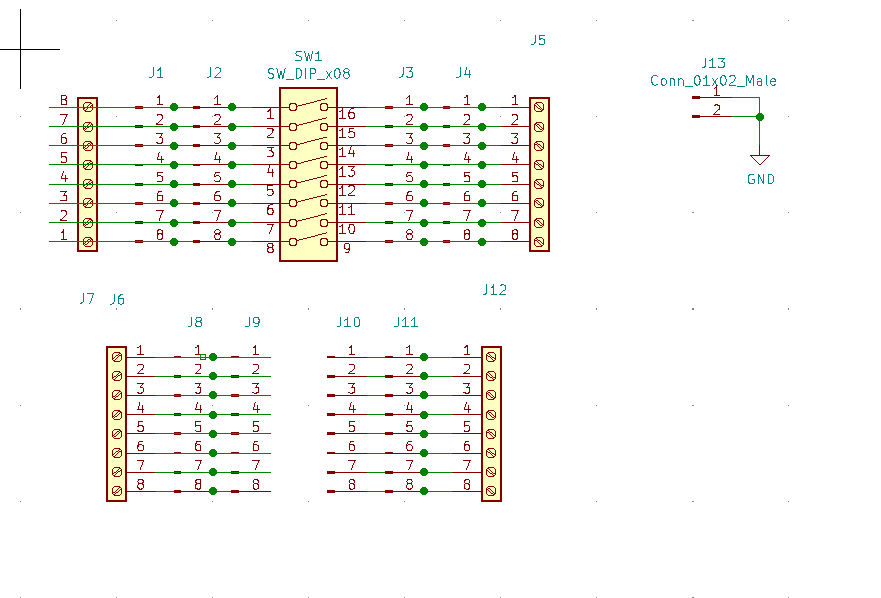 J5
SW1
J13
J1 J2 SW_DIP_x08 J3 J4 Conn_01x02_Male
8 1 1 1 16 1 1 1 1
7 2 2 2 15 2 2 2 2
6 3 3 3 14 3 3 3
5 4 4 4 13 4 4 4
4 5 5 5 12 5 5 5
3 6 6 6 11 6 6 6
2 7 7 7 10 7 7 7
1 8 8 8 9 8 8 8
GND
J12
J7 J6
J8 J9 J10 J11
1 1 1 1 1 1
2 2 2 2 2 2
3 3 3 3 3 3
4 4 4 4 4 4
5 5 5 5 5 5
6 6 6 6 6 6
7 7 7 7 7 7
8 8 8 8 8 8